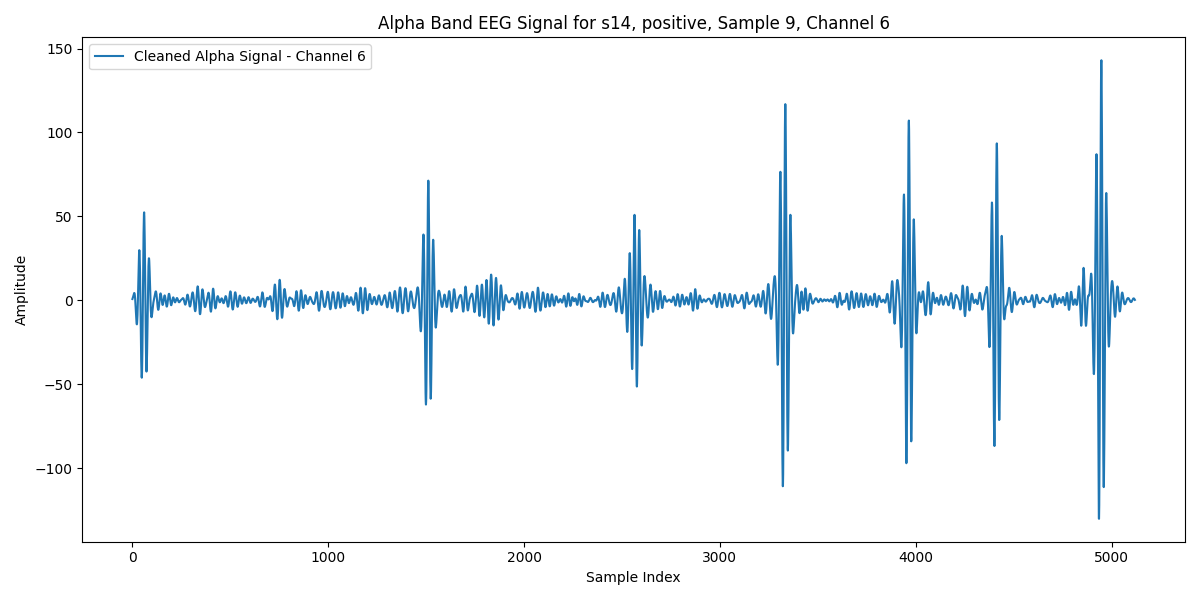 Alpha Band EEG Signal for s14, positive, Sample 9, Channel 6
Cleaned Alpha Signal - Channel 6
Amplitude
150
100
50
0
−50
−100
0 1000 2000 3000 4000 5000
Sample Index